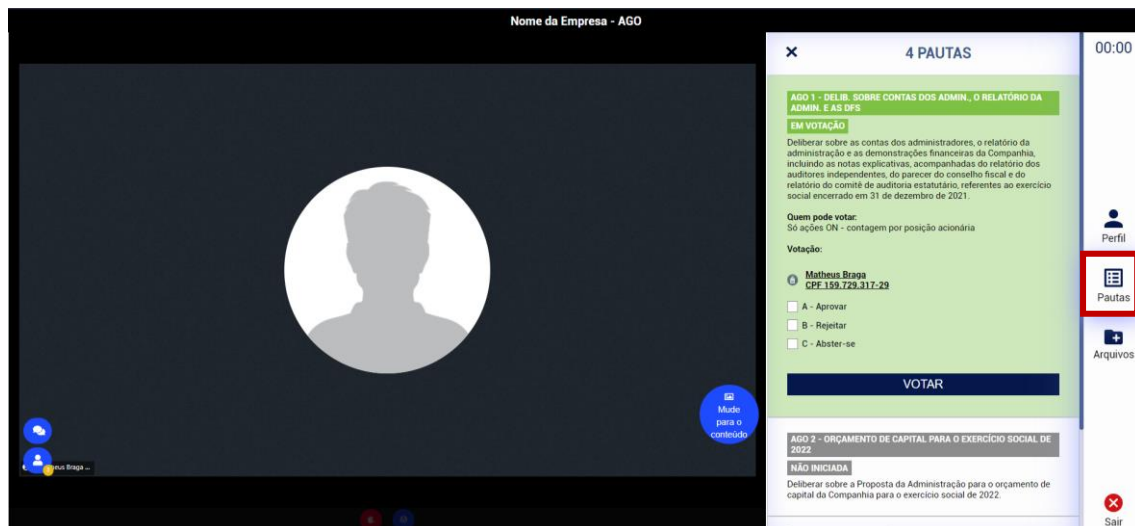 Nome da Empresa - AGO
Mude
para o
conteúdo
heus Braga ...
4 PAUTAS
AGO 1 - DELIB. SOBRE CONTAS DOS ADMIN., O RELATÓRIO DA
ADMIN. E AS DFS
EM VOTAÇÃO
Deliberar sobre as contas dos administradores, o relatório da
administração e as demonstrações financeiras da Companhia,
incluindo as notas explicativas, acompanhadas do relatório dos
auditores independentes, do parecer do conselho fiscal e do
relatório do comitê de auditoria estatutário, referentes ao exercício
social encerrado em 31 de dezembro de 2021.
Quem pode votar:
Só ações ON - contagem por posição acionária
Votação:
Matheus Braga
CPF 159.729.317-29
A - Aprovar
B - Rejeitar
C - Abster-se
VOTAR
AGO 2 - ORÇAMENTO DE CAPITAL PARA O EXERCÍCIO SOCIAL DE
2022
NÃO INICIADA
Deliberar sobre a Proposta da Administração para o orçamento de
capital da Companhia para o exercício social de 2022.
00:00
Perfil
Pautas
Arquivos
Sair